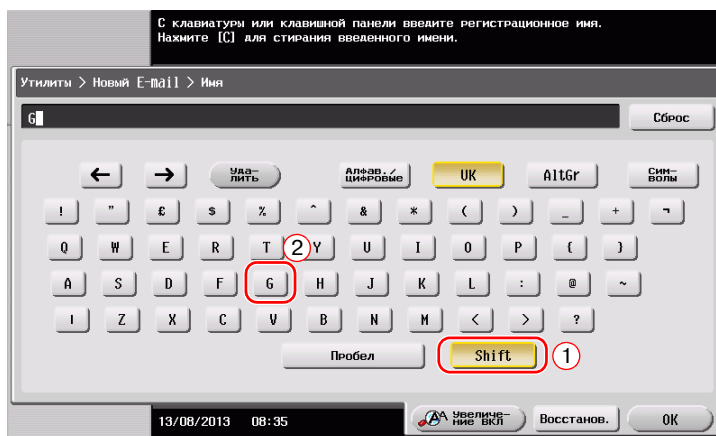 С клавиатуры или клавишной панели введите регистрационное имя.
Нажмите [C] для стирания введенного имени.
Утилиты > Новый E-mail > Имя
G
Сброс
← → Уда-
лить
Алфав./
цифровые
UK AltGr Сим-
волы
! " £ $ % ^ & * ( ) _ + ¬
Q W E R T 2 Y U I O P { }
A S D F G H J K L : @ ~
| Z X C V B N M < > ?
Пробел Shift 1
13/08/2013 08:35
Увеличе-
ние вкл
Восстанов. OK